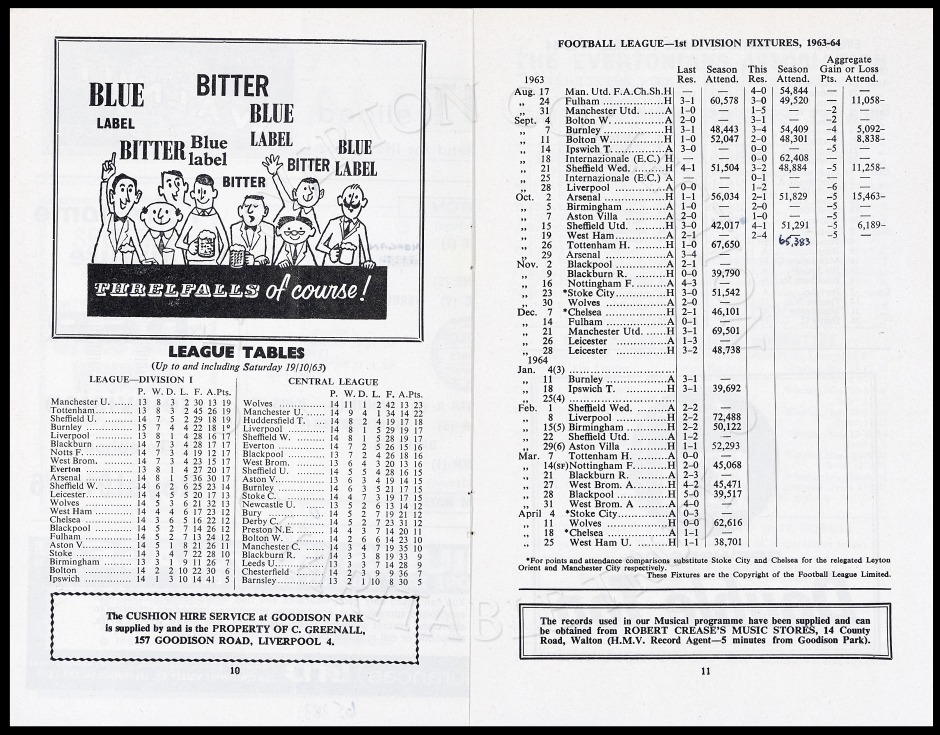 BLUE
LABEL
BITTER
BLUE
LABEL
BITTER Blue
label
BITTER
BITTER
BLUE
LABEL
THRELFALLS of course!
LEAGUE TABLES
(Up to and including Saturday 19/10/63)
LEAGUE—DIVISION I
P. W. D. L. F. A. Pts.
Manchester U. ...... 13 8 3 2 30 13 19
Tottenham ...... 13 8 3 2 45 26 19
Sheffield U. ...... 14 7 5 2 29 18 19
Burnley ...... 15 7 4 4 22 18
Liverpool ...... 13 8 1 4 28 16 17
Blackburn ...... 14 7 3 4 28 17 17
Notts F. ...... 14 7 3 4 19 12 17
West Brom. ...... 14 7 3 4 23 15 17
Everton ...... 13 8 1 4 27 20 17
Arsenal ...... 14 8 1 5 36 30 17
Sheffield W. ...... 14 6 2 6 25 23 14
Leicester ...... 14 4 5 5 20 17 13
Wolves ...... 14 5 3 6 21 32 13
West Ham ...... 14 4 4 6 17 23 12
Chelsea ...... 14 3 6 5 16 22 12
Blackpool ...... 14 5 2 7 14 26 12
Fulham ...... 14 5 2 7 13 24 12
Aston V. ...... 14 5 1 8 21 26 11
Stoke ...... 14 3 4 7 22 28 10
Birmingham ...... 13 3 1 9 11 26 7
Bolton W. ...... 14 2 2 10 22 30 6
Ipswich ...... 14 1 3 10 14 41 5
CENTRAL LEAGUE
P. W. D. L. F. A. Pts.
Wolves ...... 14 11 1 2 42 13 23
Manchester U. ...... 14 9 4 1 34 14 22
Huddersfield T. ... 14 8 2 4 19 17 18
Liverpool ...... 14 8 1 5 29 19 17
Sheffield W. ...... 14 8 1 5 28 19 17
Everton ...... 14 7 2 5 26 15 16
Blackpool ...... 13 7 2 4 26 18 16
West Brom. ...... 13 6 4 3 20 13 16
Sheffield U. ...... 14 5 5 4 28 16 15
Aston V. ...... 13 6 3 4 19 14 15
Burnley ...... 14 6 3 5 21 17 15
Stoke C. ...... 14 4 7 3 19 17 15
Newcastle U. ...... 13 5 2 6 13 14 12
Bury ...... 14 5 2 7 19 21 12
Derby C. ...... 14 5 2 7 23 31 12
Preston N.E. ...... 14 4 3 7 14 20 11
Bolton W. ...... 14 2 6 6 14 23 10
Manchester C. ...... 14 3 4 7 19 35 10
Blackburn R. ...... 14 3 3 8 19 33 9
Leeds U. ...... 13 3 3 7 14 28 9
Chesterfield ...... 14 2 3 9 9 36 7
Barnsley ...... 13 2 1 10 8 30 5
The CUSHION HIRE SERVICE at GOODISON PARK
is supplied by and is the PROPERTY OF C. GREENALL,
157 GOODISON ROAD, LIVERPOOL 4.
10
FOOTBALL LEAGUE—1st DIVISION FIXTURES, 1963-64
Aggregate
Last Season This Season Gain or Loss
1963 Res. Attend. Res. Attend. Pts. Attend.
Aug. 17 Man. Utd. F.A.Ch.Sh. H — — 4–0 54,844
„ 24 Fulham ...... H 3–1 60,578 3–0 49,520 — 11,058–
„ 31 Manchester Utd. ...... A 1–0 — 1–5 — –2 —
Sept. 4 Bolton W. ...... A 2–0 — 3–1 — –2 —
„ 7 Burnley ...... H 3–1 48,443 3–4 54,409 –4 5,092–
„ 11 Bolton W. ...... H 1–0 52,047 2–0 48,301 –4 8,838–
„ 14 Ipswich T. ...... A 3–0 — 0–0 — –5 —
„ 18 Internazionale (E.C.) H — — 0–0 62,408
„ 21 Sheffield Wed. ...... H 4–1 51,504 3–2 48,884 –5 11,258–
„ 25 Internazionale (E.C.) A — — 0–1 —
„ 28 Liverpool ...... A 0–0 — 1–2 — –6 —
Oct. 2 Arsenal ...... H 1–1 56,034 2–1 51,829 –5 15,463–
„ 5 Birmingham ...... A 1–0 — 2–0 — –5 —
„ 7 Aston Villa ...... A 2–0 — 1–0 — –5 —
„ 15 Sheffield Utd. ...... H 3–0 42,017 4–1 51,291 –5 6,189–
„ 19 West Ham ...... A 2–1 — 2–4 — –5 —
„ 26 Tottenham H. ...... H 1–0 67,650 65,383
„ 29 Arsenal ...... A 3–4 —
Nov. 2 Blackpool ...... A 2–1 —
„ 9 Blackburn R. ...... H 0–0 39,790
„ 16 Nottingham F. ...... A 4–3 —
„ 23 *Stoke City ...... H 3–0 51,542
„ 30 Wolves ...... A 2–0 —
Dec. 7 *Chelsea ...... H 2–1 46,101
„ 14 Fulham ...... A 0–1 —
„ 21 Manchester Utd. ...... H 3–1 69,501
„ 26 Leicester ...... A 1–3 —
„ 28 Leicester ...... H 3–2 48,738
1964
Jan. 4(3) ......
„ 11 Burnley ...... A 3–1 —
„ 18 Ipswich T. ...... H 3–1 39,692
„ 25(4) ......
Feb. 1 Sheffield Wed. ...... A 2–2 —
„ 8 Liverpool ...... H 2–2 72,488
„ 15(5) Birmingham ...... H 2–2 50,122
„ 22 Sheffield Utd. ...... A 1–2 —
„ 29(6) Aston Villa ...... H 1–1 52,293
Mar. 7 Tottenham H. ...... A 0–0 —
„ 14(SF) Nottingham F. ...... H 2–0 45,068
„ 21 Blackburn R. ...... A 2–3 —
„ 27 West Brom. A. ...... H 4–2 45,471
„ 28 Blackpool ...... H 5–0 39,517
„ 31 West Brom. A ...... A 4–0 —
April 4 *Stoke City ...... A 0–3 —
„ 11 Wolves ...... H 0–0 62,616
„ 18 *Chelsea ...... A 1–1 —
„ 25 West Ham U. ...... H 1–1 38,701
*For points and attendance comparisons substitute Stoke City and Chelsea for the relegated Leyton
Orient and Manchester City respectively.
These Fixtures are the Copyright of the Football League Limited.
The records used in our Musical programme have been supplied and can
be obtained from ROBERT CREASE'S MUSIC STORES, 14 County
Road, Walton (H.M.V. Record Agent—5 minutes from Goodison Park).
11